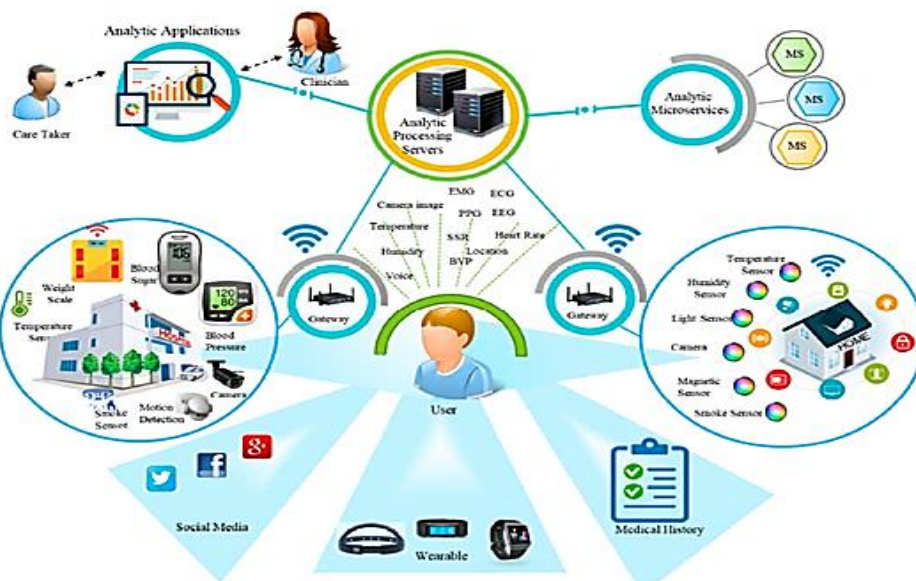 Analytic Applications
Clinician
Care Taker
Analytic
Processing
Servers
Analytic
Microservices
MS
MS
MS
EMG
ECG
Camera image
PPG
EEG
Temperature
SSR
Heart Rate
Humidity
Location
BVP
Voice
Gateway
Gateway
User
Weight
Scale
Blood
Sugar
105
120
80
Blood
Pressure
Temperature
Camera
Smoke
Sensor
Motion
Detection
Temperature
Sensor
Humidity
Sensor
Light Sensor
Camera
Magnetic
Sensor
Smoke Sensor
HOME
Social Media
Wearable
Medical History